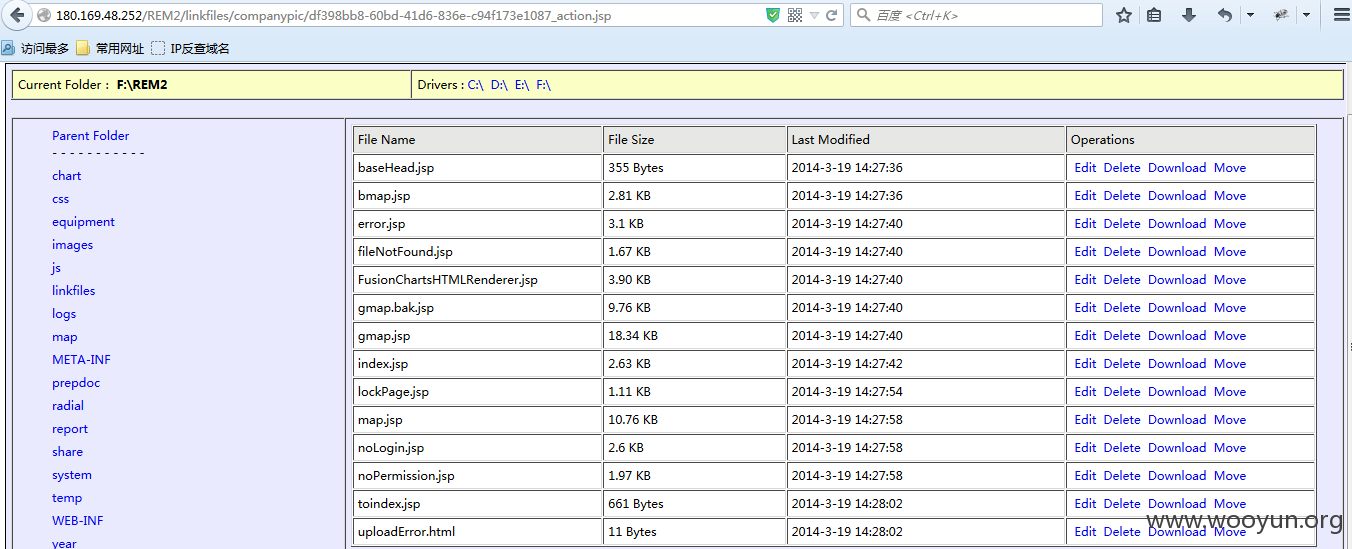 180.169.48.252/REM2/linkfiles/companypic/df398bb8-60bd-41d6-836e-c94f173e1087_action.jsp
百度 <Ctrl+K>
访问最多 常用网址 IP反查域名
Current Folder : F:\REM2 Drivers : C:\ D:\ E:\ F:\
Parent Folder
- - - - - - - - - - -
chart
css
equipment
images
js
linkfiles
logs
map
META-INF
prepdoc
radial
report
share
system
temp
WEB-INF
year
File Name File Size Last Modified Operations
baseHead.jsp 355 Bytes 2014-3-19 14:27:36 Edit Delete Download Move
bmap.jsp 2.81 KB 2014-3-19 14:27:36 Edit Delete Download Move
error.jsp 3.1 KB 2014-3-19 14:27:40 Edit Delete Download Move
fileNotFound.jsp 1.67 KB 2014-3-19 14:27:40 Edit Delete Download Move
FusionChartsHTMLRenderer.jsp 3.90 KB 2014-3-19 14:27:40 Edit Delete Download Move
gmap.bak.jsp 9.76 KB 2014-3-19 14:27:40 Edit Delete Download Move
gmap.jsp 18.34 KB 2014-3-19 14:27:40 Edit Delete Download Move
index.jsp 2.63 KB 2014-3-19 14:27:42 Edit Delete Download Move
lockPage.jsp 1.11 KB 2014-3-19 14:27:54 Edit Delete Download Move
map.jsp 10.76 KB 2014-3-19 14:27:58 Edit Delete Download Move
noLogin.jsp 2.6 KB 2014-3-19 14:27:58 Edit Delete Download Move
noPermission.jsp 1.97 KB 2014-3-19 14:27:58 Edit Delete Download Move
toindex.jsp 661 Bytes 2014-3-19 14:28:02 Edit Delete Download Move
uploadError.html 11 Bytes 2014-3-19 14:28:02 Edit Delete Download Move
www.wooyun.org